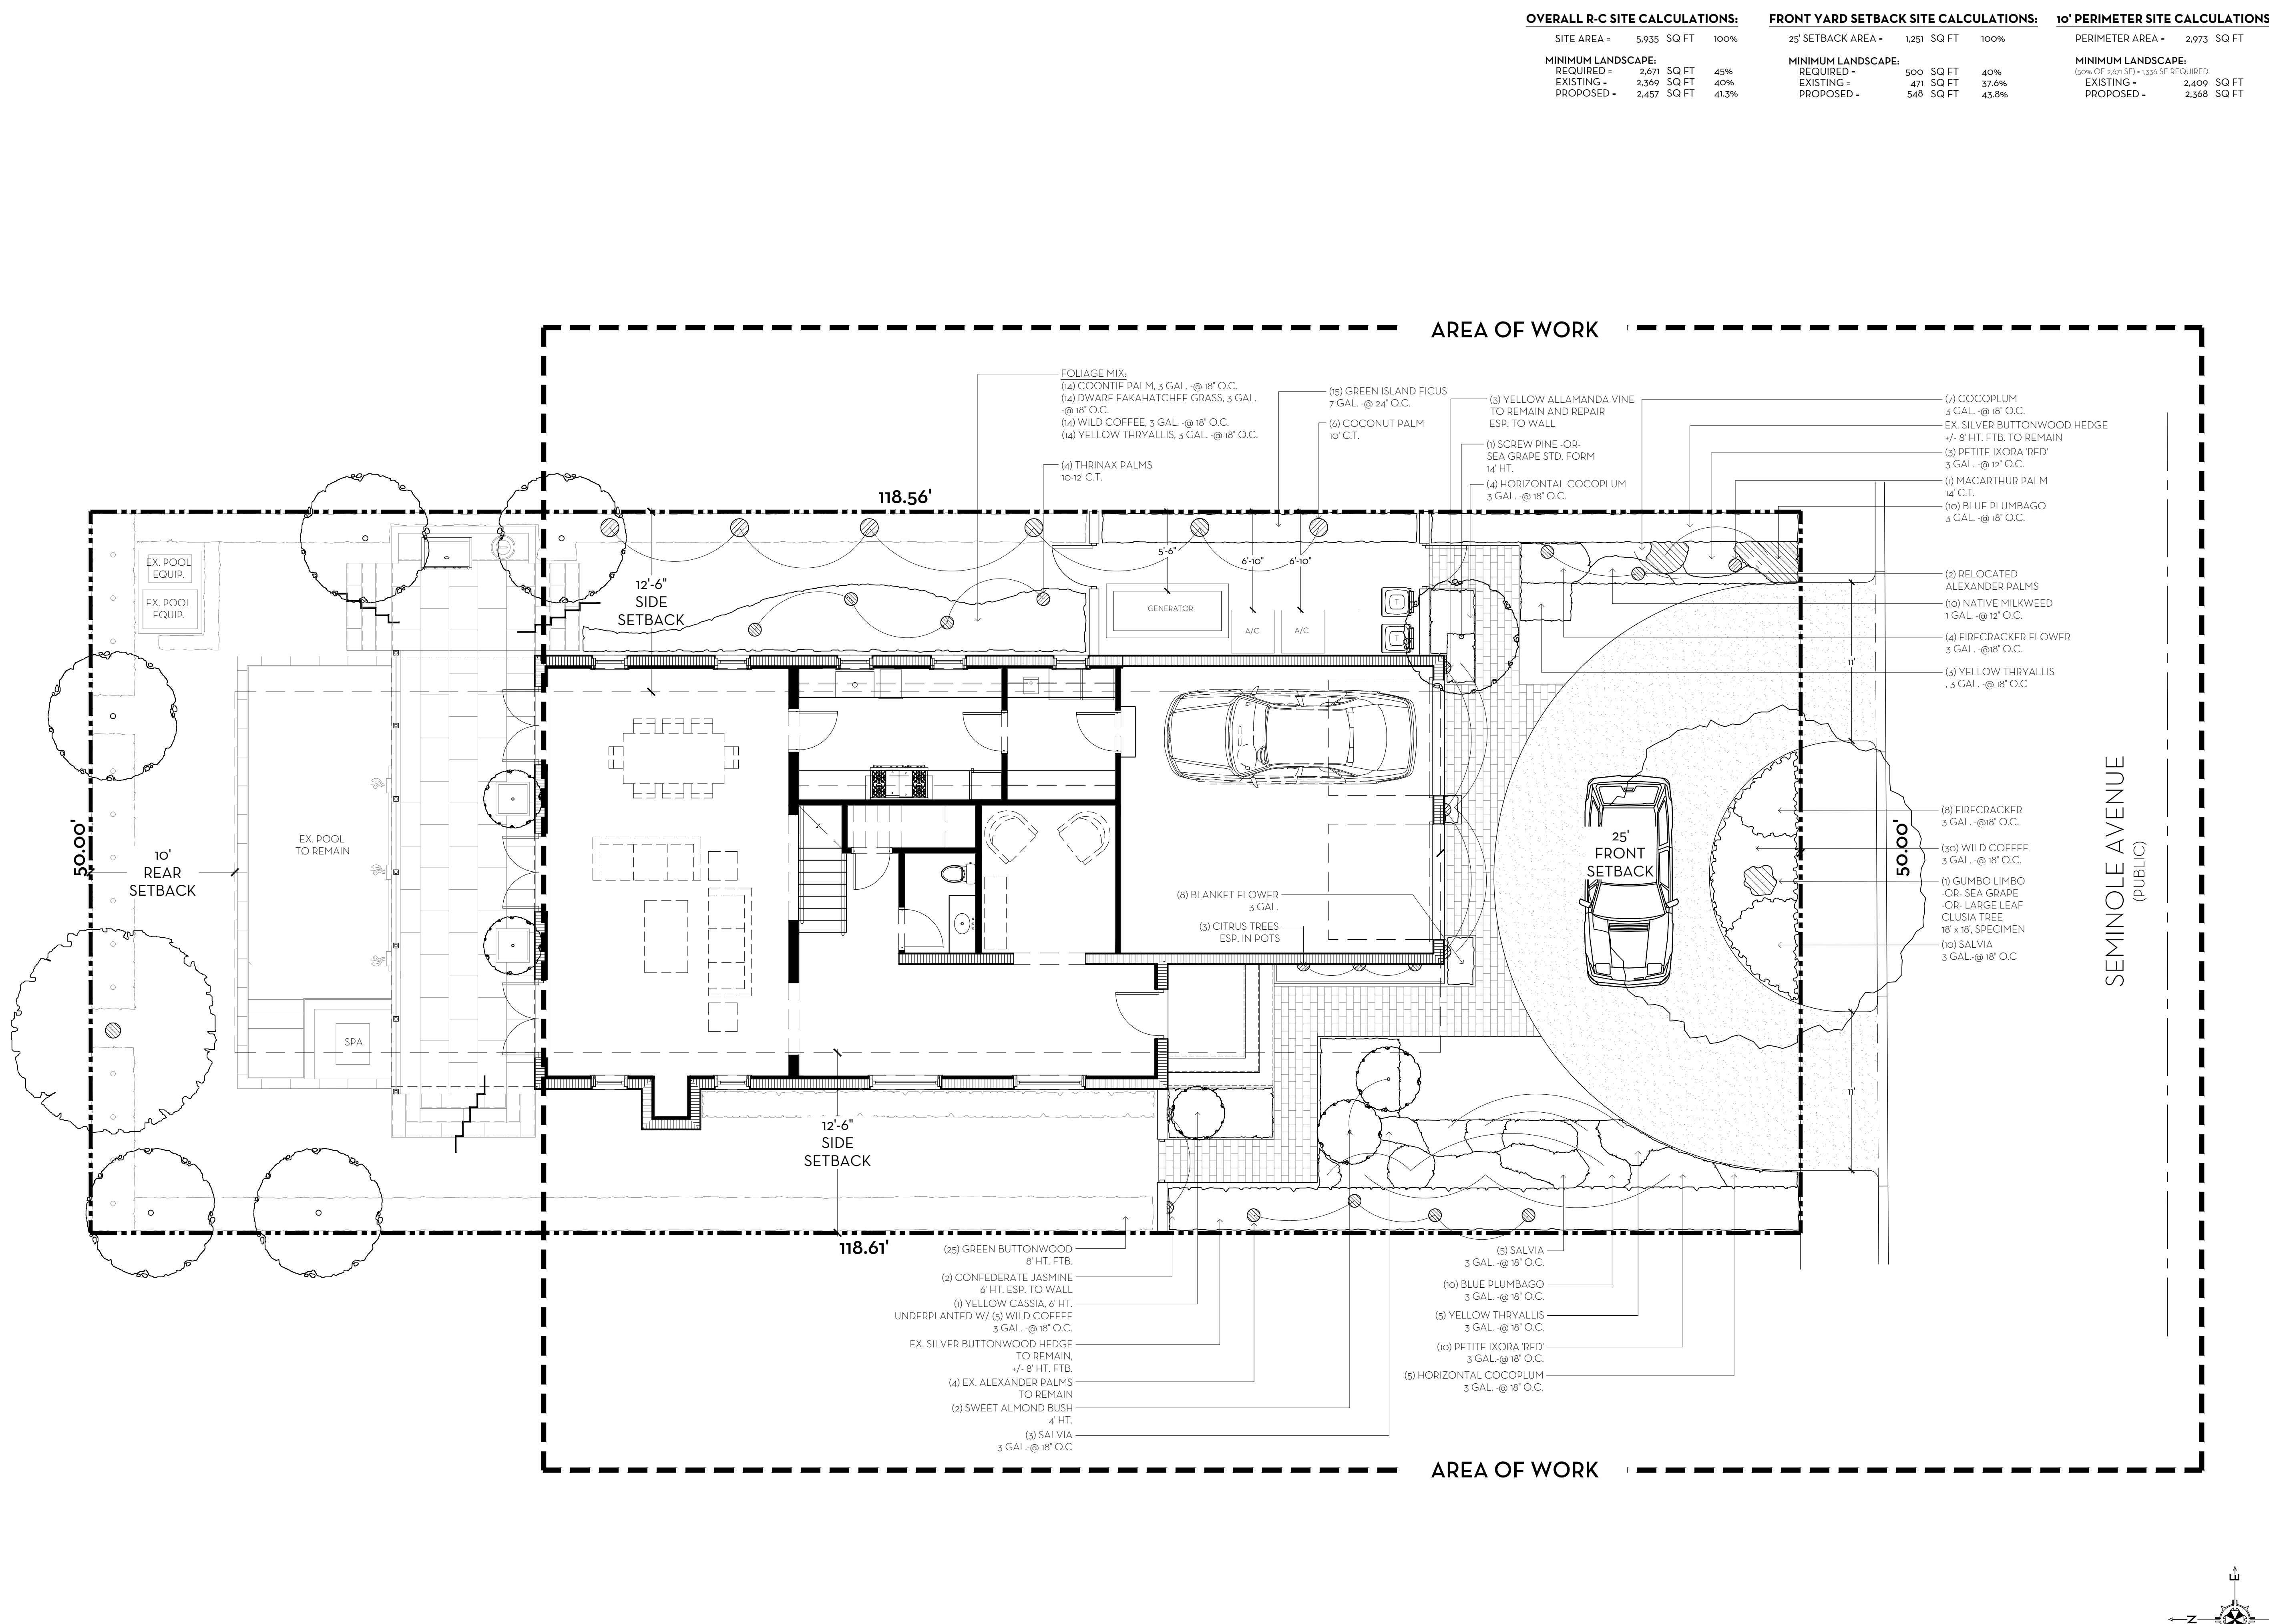 OVERALL R-C SITE CALCULATIONS:
SITE AREA = 5,935 SQ FT 100%
MINIMUM LANDSCAPE:
REQUIRED = 2,671 SQ FT 45%
EXISTING = 2,369 SQ FT 40%
PROPOSED = 2,457 SQ FT 41.3%
FRONT YARD SETBACK SITE CALCULATIONS:
25' SETBACK AREA = 1,251 SQ FT 100%
MINIMUM LANDSCAPE:
REQUIRED = 500 SQ FT 40%
EXISTING = 471 SQ FT 37.6%
PROPOSED = 548 SQ FT 43.8%
10' PERIMETER SITE CALCULATIONS
PERIMETER AREA = 2,973 SQ FT
MINIMUM LANDSCAPE:
(50% OF 2,671 SF) = 1,336 SF REQUIRED
EXISTING = 2,409 SQ FT
PROPOSED = 2,368 SQ FT
AREA OF WORK
FOLIAGE MIX:
(14) COONTIE PALM, 3 GAL. -@ 18" O.C.
(14) DWARF FAKAHATCHEE GRASS, 3 GAL.
-@ 18" O.C.
(14) WILD COFFEE, 3 GAL. -@ 18" O.C.
(14) YELLOW THRYALLIS, 3 GAL. -@ 18" O.C.
(4) THRINAX PALMS
10-12' C.T.
(15) GREEN ISLAND FICUS
7 GAL. -@ 24" O.C.
(6) COCONUT PALM
10' C.T.
(3) YELLOW ALLAMANDA VINE
TO REMAIN AND REPAIR
ESP. TO WALL
(1) SCREW PINE -OR-
SEA GRAPE STD. FORM
14' HT.
(4) HORIZONTAL COCOPLUM
3 GAL. -@ 18" O.C.
(7) COCOPLUM
3 GAL. -@ 18" O.C.
EX. SILVER BUTTONWOOD HEDGE
+/- 8' HT. FTB. TO REMAIN
(3) PETITE IXORA 'RED'
3 GAL. -@ 12" O.C.
(1) MACARTHUR PALM
14' C.T.
(10) BLUE PLUMBAGO
3 GAL. -@ 18" O.C.
(2) RELOCATED
ALEXANDER PALMS
(10) NATIVE MILKWEED
1 GAL. -@ 12" O.C.
(4) FIRECRACKER FLOWER
3 GAL. -@18" O.C.
(3) YELLOW THRYALLIS
, 3 GAL. -@ 18" O.C
118.56'
EX. POOL
EQUIP.
EX. POOL
EQUIP.
12'-6"
SIDE
SETBACK
5'-6"
6'-10"
6'-10"
GENERATOR
A/C
A/C
T
T
11'
50.00'
10'
REAR
SETBACK
EX. POOL
TO REMAIN
SPA
25'
FRONT
SETBACK
50.00'
(8) BLANKET FLOWER
3 GAL.
(3) CITRUS TREES
ESP. IN POTS
(8) FIRECRACKER
3 GAL. -@18" O.C.
(30) WILD COFFEE
3 GAL. -@ 18" O.C.
(1) GUMBO LIMBO
-OR- SEA GRAPE
-OR- LARGE LEAF
CLUSIA TREE
18' x 18', SPECIMEN
(10) SALVIA
3 GAL.-@ 18" O.C
SEMINOLE AVENUE
(PUBLIC)
11'
12'-6"
SIDE
SETBACK
118.61'
(25) GREEN BUTTONWOOD
8' HT. FTB.
(2) CONFEDERATE JASMINE
6' HT. ESP. TO WALL
(1) YELLOW CASSIA, 6' HT.
UNDERPLANTED W/ (5) WILD COFFEE
3 GAL. -@ 18" O.C.
EX. SILVER BUTTONWOOD HEDGE
TO REMAIN,
+/- 8' HT. FTB.
(4) EX. ALEXANDER PALMS
TO REMAIN
(2) SWEET ALMOND BUSH
4' HT.
(3) SALVIA
3 GAL.-@ 18" O.C
(5) SALVIA
3 GAL. -@ 18" O.C.
(10) BLUE PLUMBAGO
3 GAL. -@ 18" O.C.
(5) YELLOW THRYALLIS
3 GAL. -@ 18" O.C.
(10) PETITE IXORA 'RED'
3 GAL.-@ 18" O.C.
(5) HORIZONTAL COCOPLUM
3 GAL. -@ 18" O.C.
AREA OF WORK
E
N